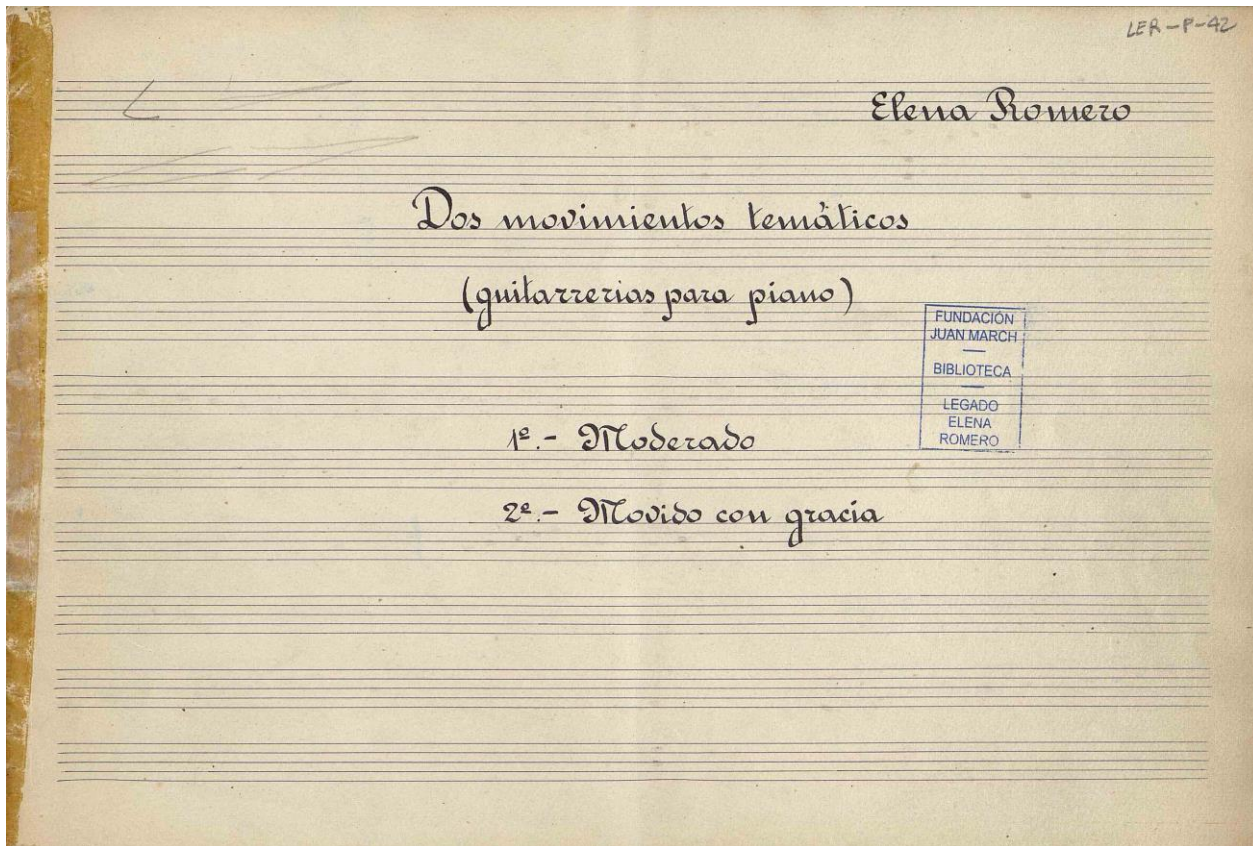 LER-P-42
Elena Romero
Dos movimientos temáticos
(guitarrerias para piano)
FUNDACIÓN
JUAN MARCH
BIBLIOTECA
LEGADO
ELENA
ROMERO
1º.- Moderado
2º.- Movido con gracia